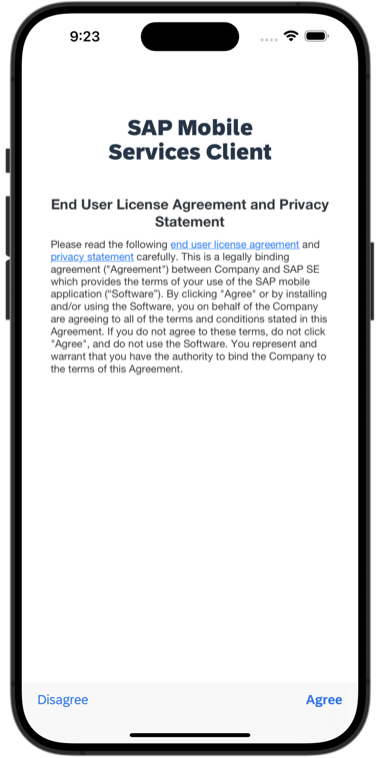 9:23
SAP Mobile
Services Client
End User License Agreement and Privacy
Statement
Please read the following end user license agreement and
privacy statement carefully. This is a legally binding
agreement ("Agreement") between Company and SAP SE
which provides the terms of your use of the SAP mobile
application (“Software”). By clicking "Agree" or by installing
and/or using the Software, you on behalf of the Company
are agreeing to all of the terms and conditions stated in this
Agreement. If you do not agree to these terms, do not click
"Agree", and do not use the Software. You represent and
warrant that you have the authority to bind the Company to
the terms of this Agreement.
Disagree Agree